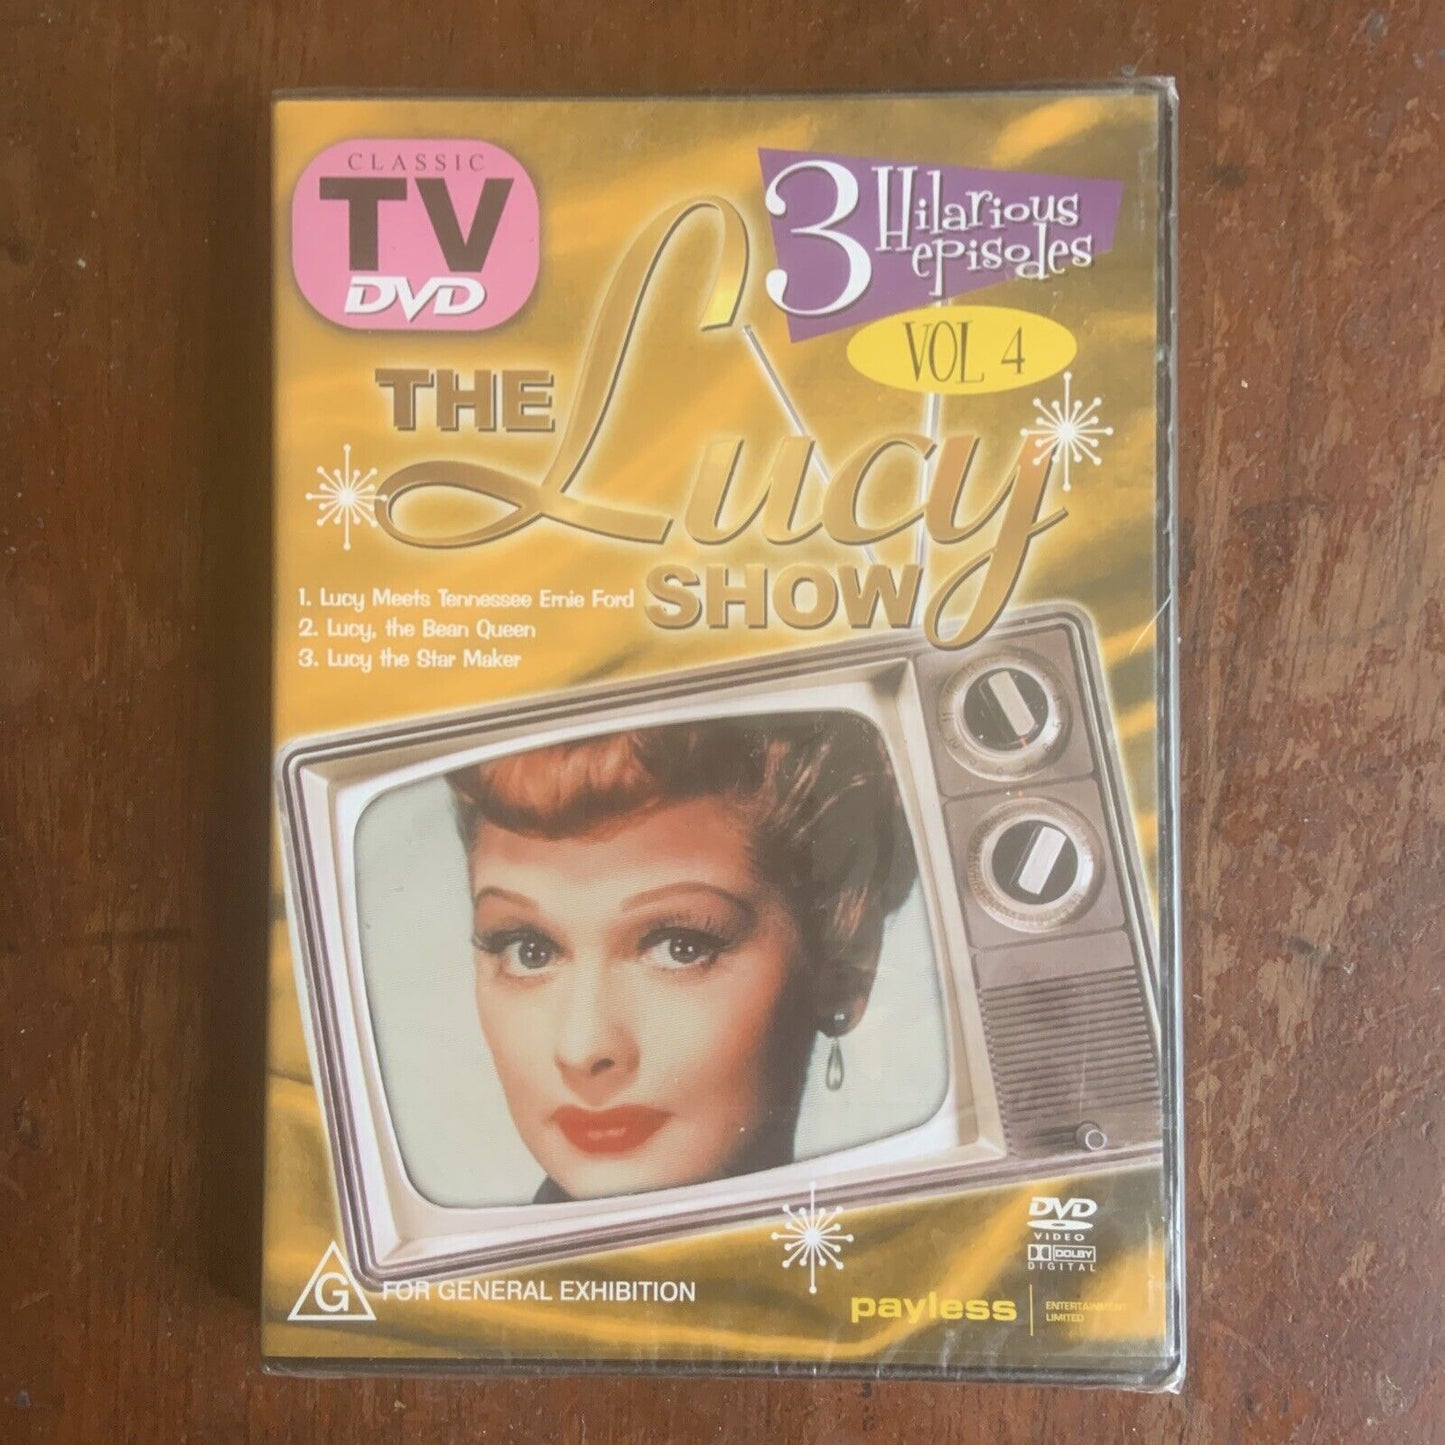 CLASSIC
TV
DVD
3 Hilarious
episodes
VOL 4
THE Lucy
SHOW
1. Lucy Meets Tennessee Ernie Ford
2. Lucy, the Bean Queen
3. Lucy the Star Maker
DVD
VIDEO
DOLBY
DIGITAL
G FOR GENERAL EXHIBITION
payless
ENTERTAINMENT
LIMITED